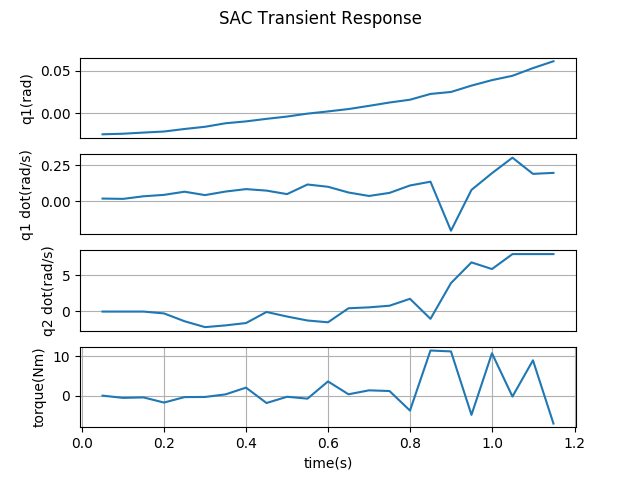 SAC Transient Response
q1(rad)
0.05
0.00
q1 dot(rad/s)
0.25
0.00
q2 dot(rad/s)
5
0
torque(Nm)
10
0
0.0 0.2 0.4 0.6 0.8 1.0 1.2
time(s)